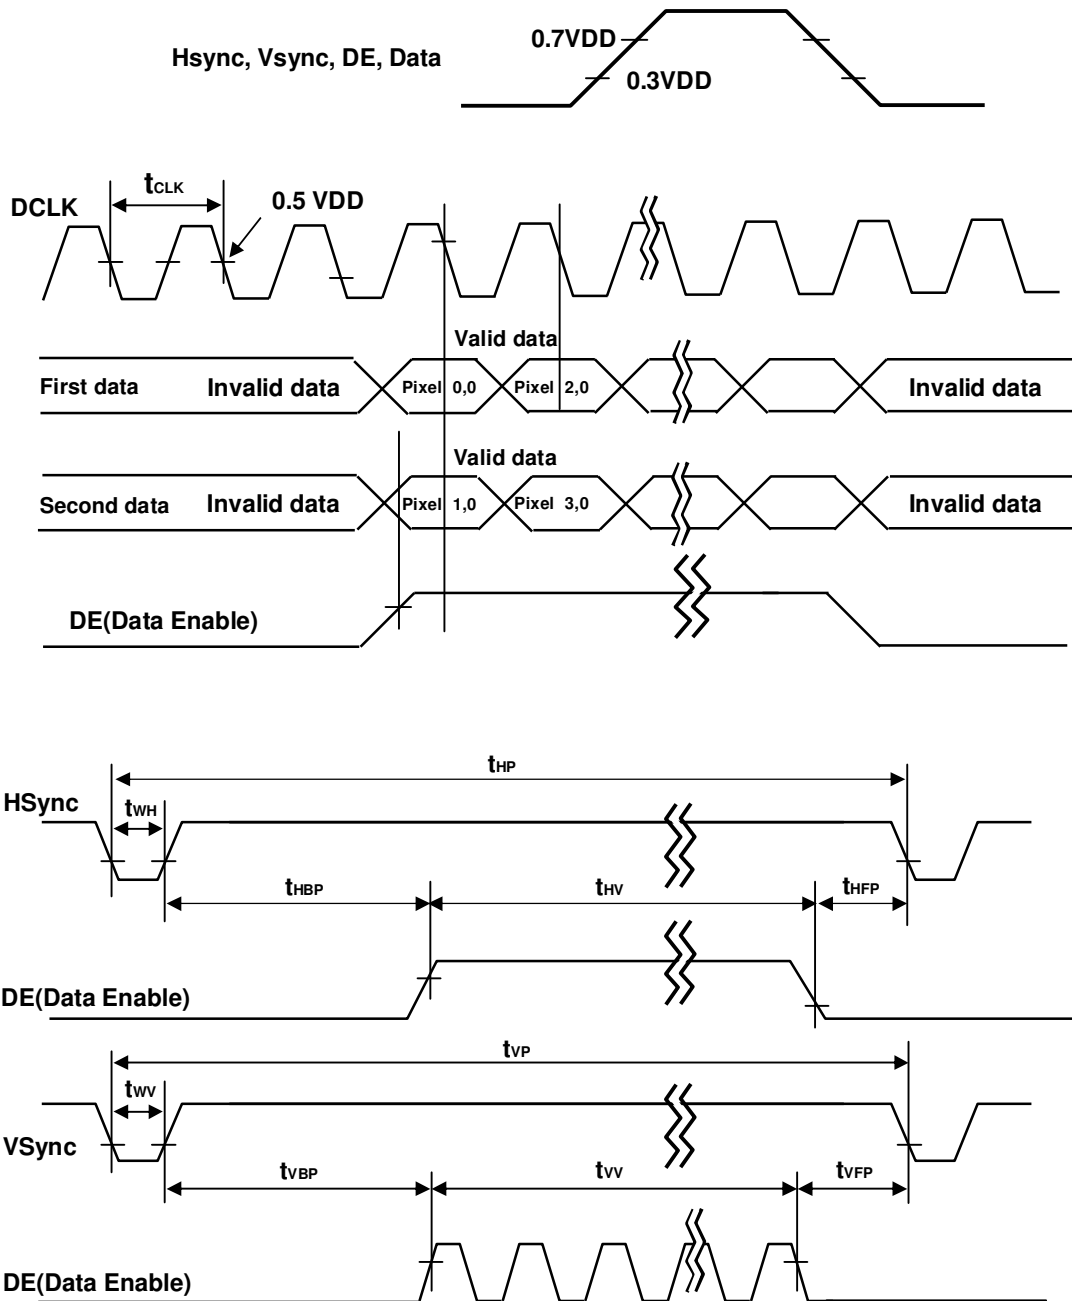 0.7VDD
Hsync, Vsync, DE, Data
0.3VDD
tCLK
DCLK
0.5 VDD
Valid data
First data Invalid data Pixel 0,0 Pixel 2,0 Invalid data
Valid data
Second data Invalid data Pixel 1,0 Pixel 3,0 Invalid data
DE(Data Enable)
tHP
HSync
tWH
tHBP tHV tHFP
DE(Data Enable)
tVP
tWV
VSync
tVBP tVV tVFP
DE(Data Enable)